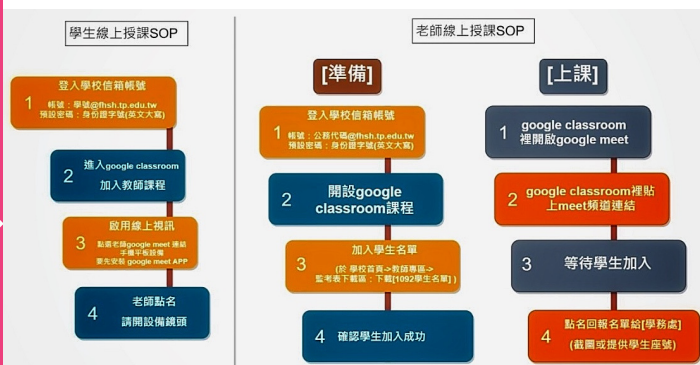 學生線上授課SOP
1
登入學校信箱帳號
帳號：學號@fhsh.tp.edu.tw
預設密碼：身份證字號(英文大寫)
2
進入google classroom
加入教師課程
3
啟用線上視訊
點選老師google meet 連結
手機平板設備
要先安裝 google meet APP
4
老師點名
請開設備鏡頭
老師線上授課SOP
[準備]
1
登入學校信箱帳號
帳號：公務代碼@fhsh.tp.edu.tw
預設密碼：身份證字號(英文大寫)
2
開設google
classroom課程
3
加入學生名單
(於 學校首頁->教師專區->
監考表下載區：下載[1092學生名單] )
4
確認學生加入成功
[上課]
1
google classroom
裡開啟google meet
2
google classroom裡貼
上meet頻道連結
3
等待學生加入
4
點名回報名單給[學務處]
(截圖或提供學生座號)